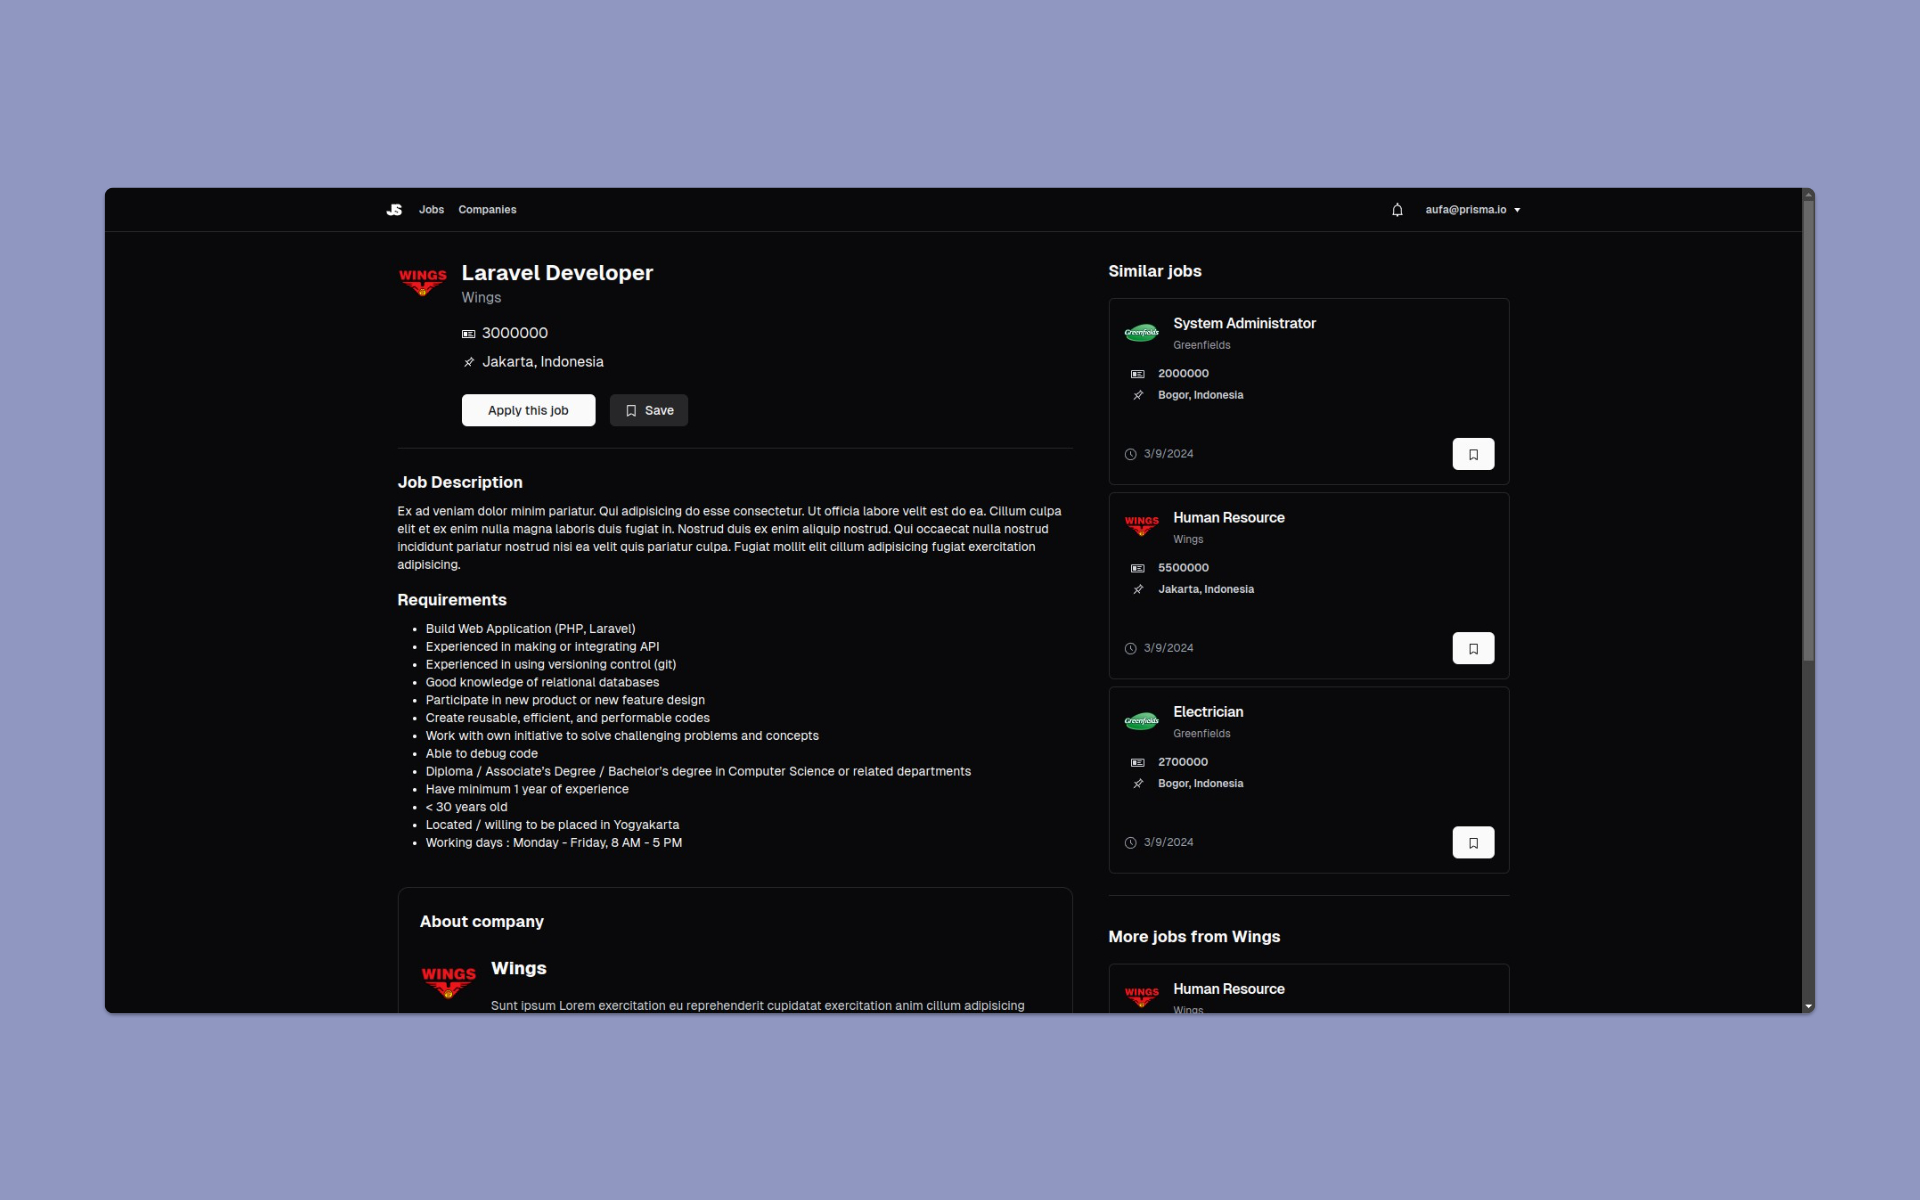 JS Jobs Companies aufa@prisma.io
WINGS
Laravel Developer
Wings
3000000
Jakarta, Indonesia
Apply this job Save
Job Description
Ex ad veniam dolor minim pariatur. Qui adipisicing do esse consectetur. Ut officia labore velit est do ea. Cillum culpa
elit et ex enim nulla magna laboris duis fugiat in. Nostrud duis ex enim aliquip nostrud. Qui occaecat nulla nostrud
incididunt pariatur nostrud nisi ea velit quis pariatur culpa. Fugiat mollit elit cillum adipisicing fugiat exercitation
adipisicing.
Requirements
• Build Web Application (PHP, Laravel)
• Experienced in making or integrating API
• Experienced in using versioning control (git)
• Good knowledge of relational databases
• Participate in new product or new feature design
• Create reusable, efficient, and performable codes
• Work with own initiative to solve challenging problems and concepts
• Able to debug code
• Diploma / Associate's Degree / Bachelor's degree in Computer Science or related departments
• Have minimum 1 year of experience
• < 30 years old
• Located / willing to be placed in Yogyakarta
• Working days : Monday - Friday, 8 AM - 5 PM
About company
WINGS
Wings
Sunt ipsum Lorem exercitation eu reprehenderit cupidatat exercitation anim cillum adipisicing
Similar jobs
Greenfields
System Administrator
Greenfields
2000000
Bogor, Indonesia
3/9/2024
WINGS
Human Resource
Wings
5500000
Jakarta, Indonesia
3/9/2024
Greenfields
Electrician
Greenfields
2700000
Bogor, Indonesia
3/9/2024
More jobs from Wings
WINGS
Human Resource
Wings